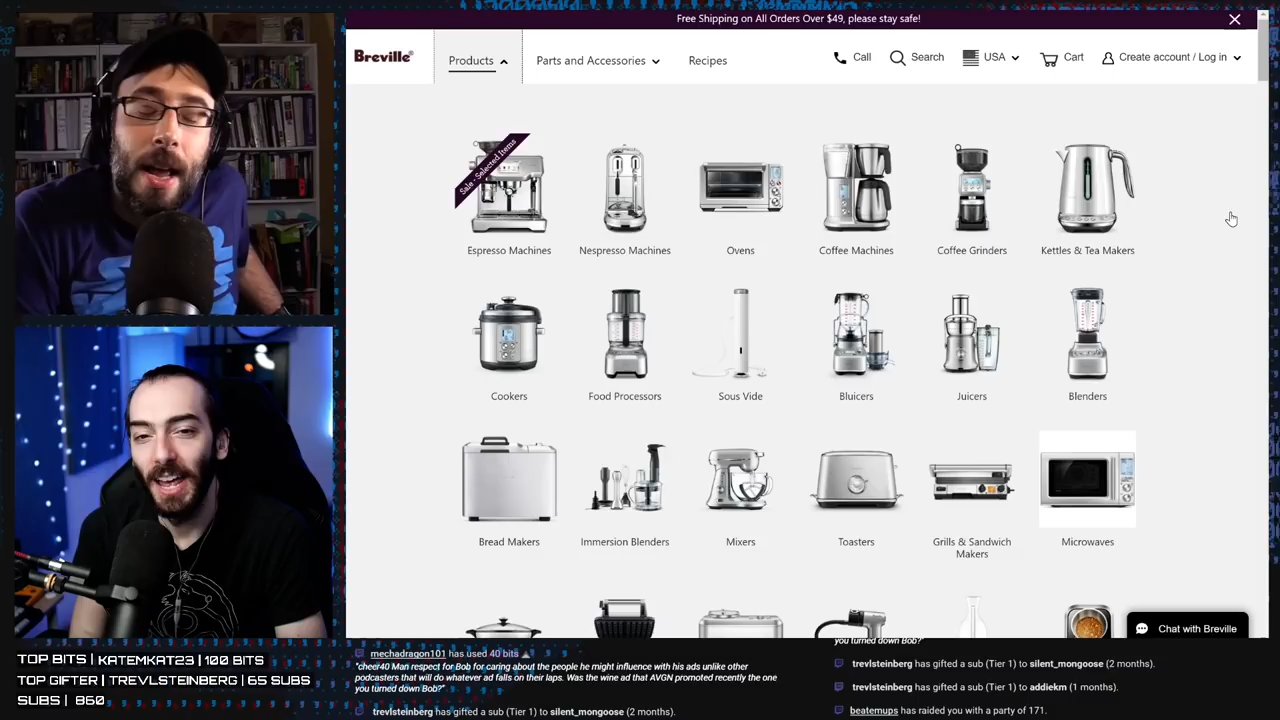 Free Shipping on All Orders Over $49, please stay safe!
Breville®
Products
Parts and Accessories
Recipes
Call
Search
USA
Cart
Create account / Log in
Sale - Selected Items
Espresso Machines
Nespresso Machines
Ovens
Coffee Machines
Coffee Grinders
Kettles & Tea Makers
Cookers
Food Processors
Sous Vide
Bluicers
Juicers
Blenders
Bread Makers
Immersion Blenders
Mixers
Toasters
Grills & Sandwich
Makers
Microwaves
Chat with Breville
TOP BITS | KATEMKAT23 | 100 BITS
TOP GIFTER | TREVLSTEINBERG | 65 SUBS
SUBS | 860
mechadragon101 has used 40 bits
"cheer40 Man respect for Bob for caring about the people he might influence with his ads unlike other
podcasters that will do whatever ad falls on their laps. Was the wine ad that AVGN promoted recently the one
you turned down Bob?"
trevlsteinberg has gifted a sub (Tier 1) to silent_mongoose (2 months).
you turned down Bob?"
trevlsteinberg has gifted a sub (Tier 1) to silent_mongoose (2 months).
trevlsteinberg has gifted a sub (Tier 1) to addiekm (1 months).
beatemups has raided you with a party of 171.